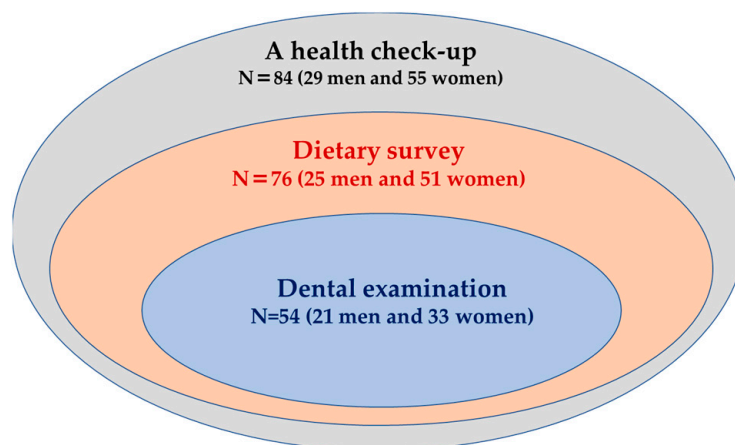 A health check-up
N = 84 (29 men and 55 women)
Dietary survey
N = 76 (25 men and 51 women)
Dental examination
N=54 (21 men and 33 women)